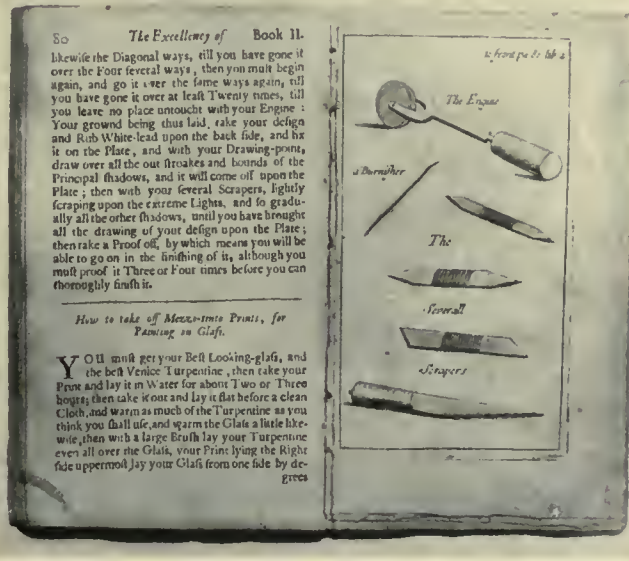 80 The Excellency of Book II.
likewiſe the Diagonal ways, till you have gone it
over the Four ſeveral ways, then you muſt begin
again, and go it over the ſame ways again, till
you have gone it over at leaſt Twenty times, till
you leave no place untoucht with your Engine :
Your grownd being thus laid, take your deſign
and Rub White-lead upon the back ſide, and fix
it on the Plate, and with your Drawing-point,
draw over all the out ſtroakes and bounds of the
Principal ſhadows, and it will come off upon the
Plate ; then with your ſeveral Scrapers, lightly
ſcraping upon the extreme Lights, and ſo gradu-
ally all the other ſhadows, until you have brought
all the drawing of your deſign upon the Plate ;
then take a Proof off, by which means you will be
able to go on in the finiſhing of it, although you
muſt proof it Three or Four times before you can
thoroughly finiſh it.
How to take off Mezzo-tinto Prints, for
Painting on Glaſs.
YOU muſt get your Beſt Looking-glaſs, and
the beſt Venice Turpentine, then take your
Print and lay it in Water for about Two or Three
hours; then take it out and lay it flat before a clean
Cloth, and warm as much of the Turpentine as you
think you ſhall uſe, and warm the Glaſs a little like-
wiſe, then with a large Bruſh lay your Turpentine
even all over the Glaſs, your Print lying the Right
ſide uppermoſt lay your Glaſs from one ſide by de-
grees
The Engine
a Burniſher
The
Severall
Scrapers